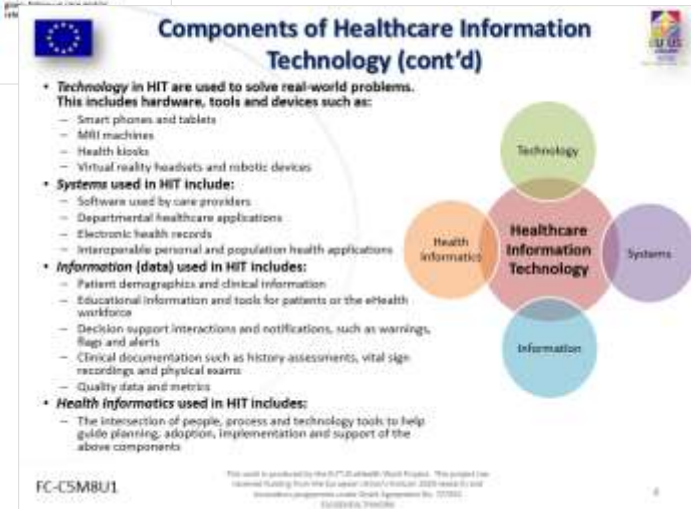 Components of Healthcare Information
Technology (cont'd)
• Technology in HIT are used to solve real-world problems.
This includes hardware, tools and devices such as:
– Smart phones and tablets
– MRI machines
– Health kiosks
– Virtual reality headsets and robotic devices
• Systems used in HIT include:
– Software used by care providers
– Departmental healthcare applications
– Electronic health records
– Interoperable personal and population health applications
• Information (data) used in HIT includes:
– Patient demographics and clinical information
– Educational information and tools for patients or the eHealth
workforce
– Decision support interactions and notifications, such as warnings,
flags and alerts
– Clinical documentation such as history assessments, vital sign
recordings and physical exams
– Quality data and metrics
• Health Informatics used in HIT includes:
– The intersection of people, process and technology tools to help
guide planning, adoption, implementation and support of the
above components
Technology
Health
Informatics
Healthcare
Information
Technology
Systems
Information
FC-C5M8U1